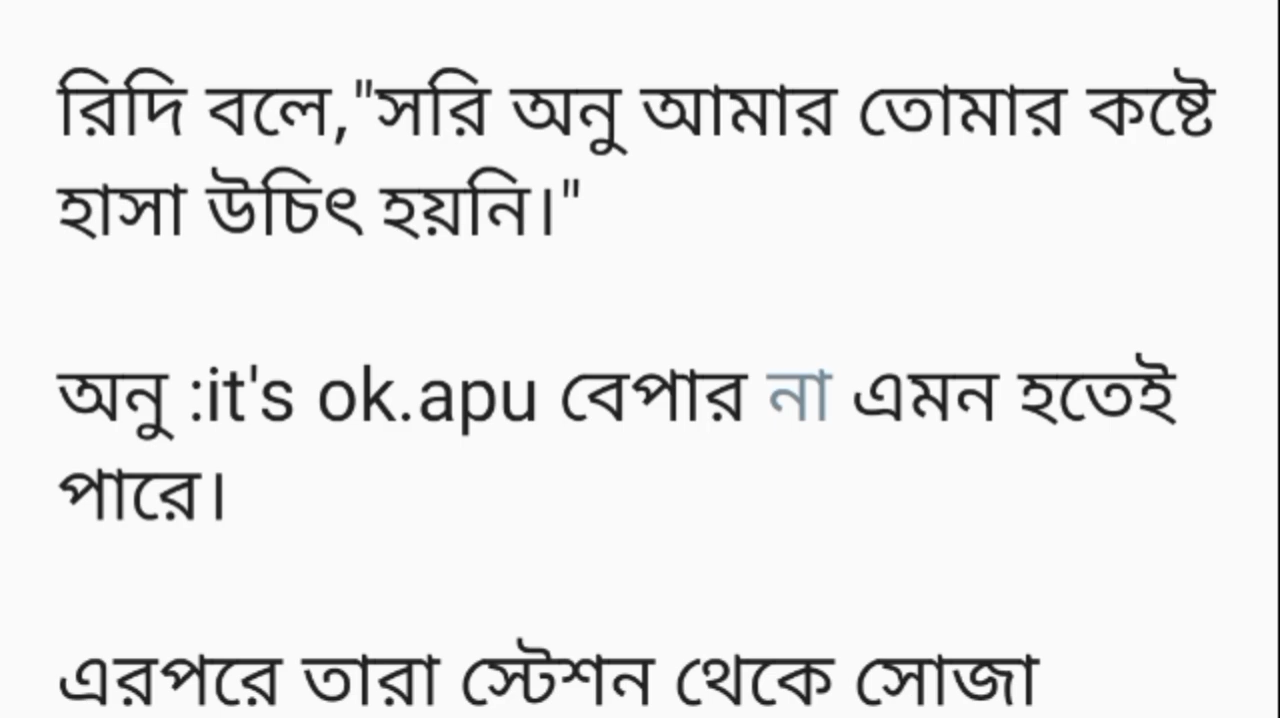 রিদি বলে,"সরি অনু আমার তোমার কষ্টে
হাসা উচিৎ হয়নি।"
অনু :it's ok.apu বেপার না এমন হতেই
পারে।
এরপরে তারা স্টেশন থেকে সোজা